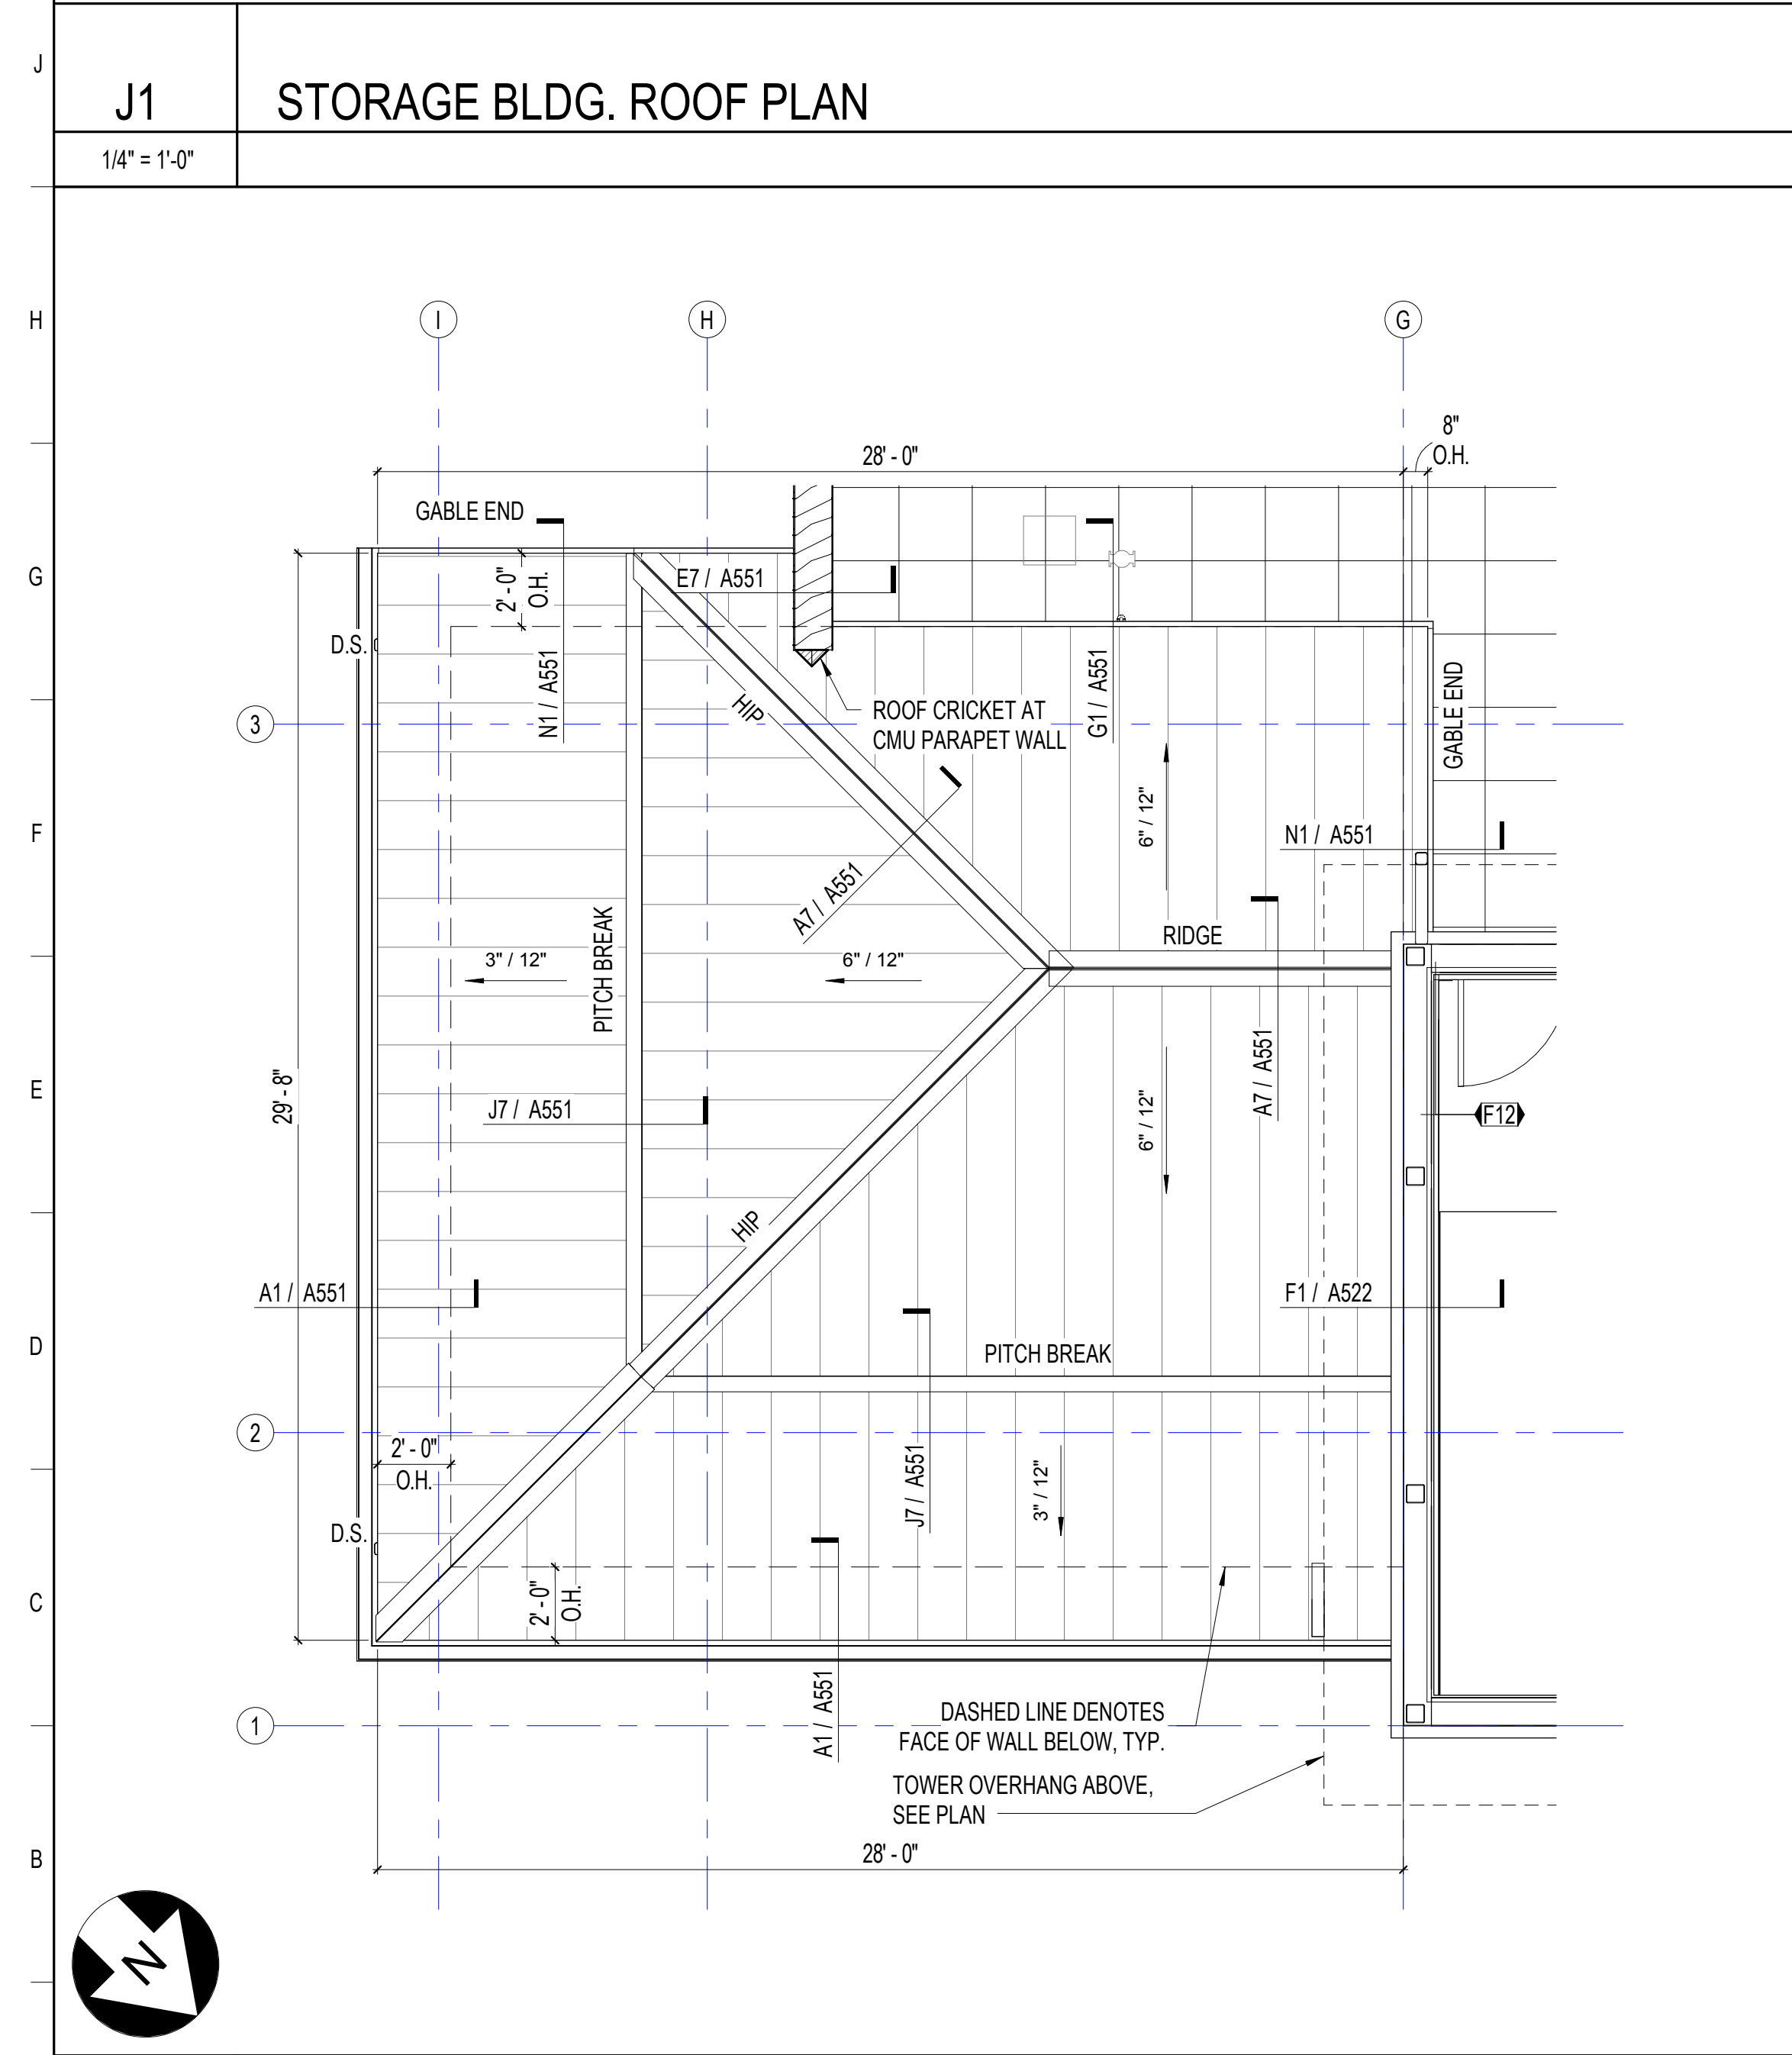 J
J1
STORAGE BLDG. ROOF PLAN
1/4" = 1'-0"
H
I
H
G
8"
O.H.
28' - 0"
GABLE END
G
E7 / A551
2' - 0"
O.H.
D.S.
N1 / A551
G1 / A551
GABLE END
HIP
ROOF CRICKET AT
CMU PARAPET WALL
3
F
6" / 12"
N1 / A551
A7 / A551
PITCH BREAK
RIDGE
3" / 12"
6" / 12"
E
29' - 8"
J7 / A551
6" / 12"
A7 / A551
F12
HIP
A1 / A551
F1 / A522
D
PITCH BREAK
2
2' - 0"
O.H.
J7 / A551
3" / 12"
D.S.
C
2' - 0"
O.H.
A1 / A551
1
DASHED LINE DENOTES
FACE OF WALL BELOW, TYP.
TOWER OVERHANG ABOVE,
SEE PLAN
B
28' - 0"
N